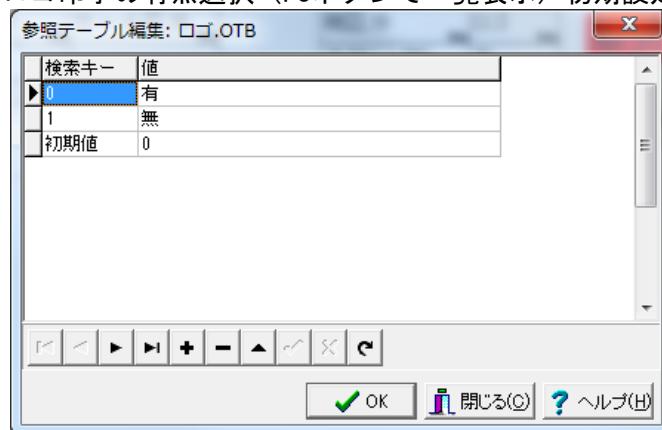 参照テーブル編集: ロゴ.OTB
検索キー 値
0 有
1 無
初期値 0
OK 閉じる(C) ヘルプ(H)